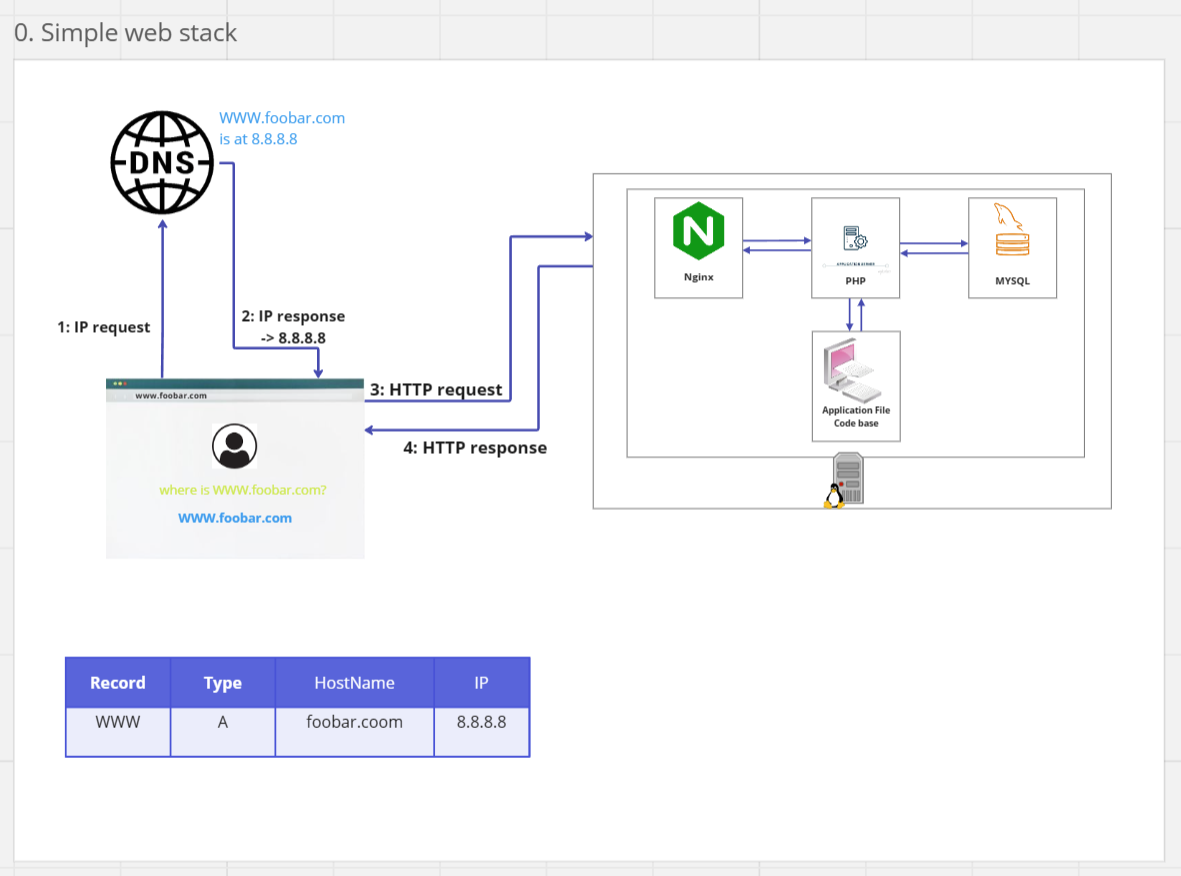 0. Simple web stack
DNS
WWW.foobar.com
is at 8.8.8.8
1: IP request
2: IP response
-> 8.8.8.8
www.foobar.com
where is WWW.foobar.com?
WWW.foobar.com
3: HTTP request
4: HTTP response
N
Nginx
APPLICATION SERVER
PHP
MYSQL
Application File
Code base
Record Type HostName IP
WWW A foobar.coom 8.8.8.8